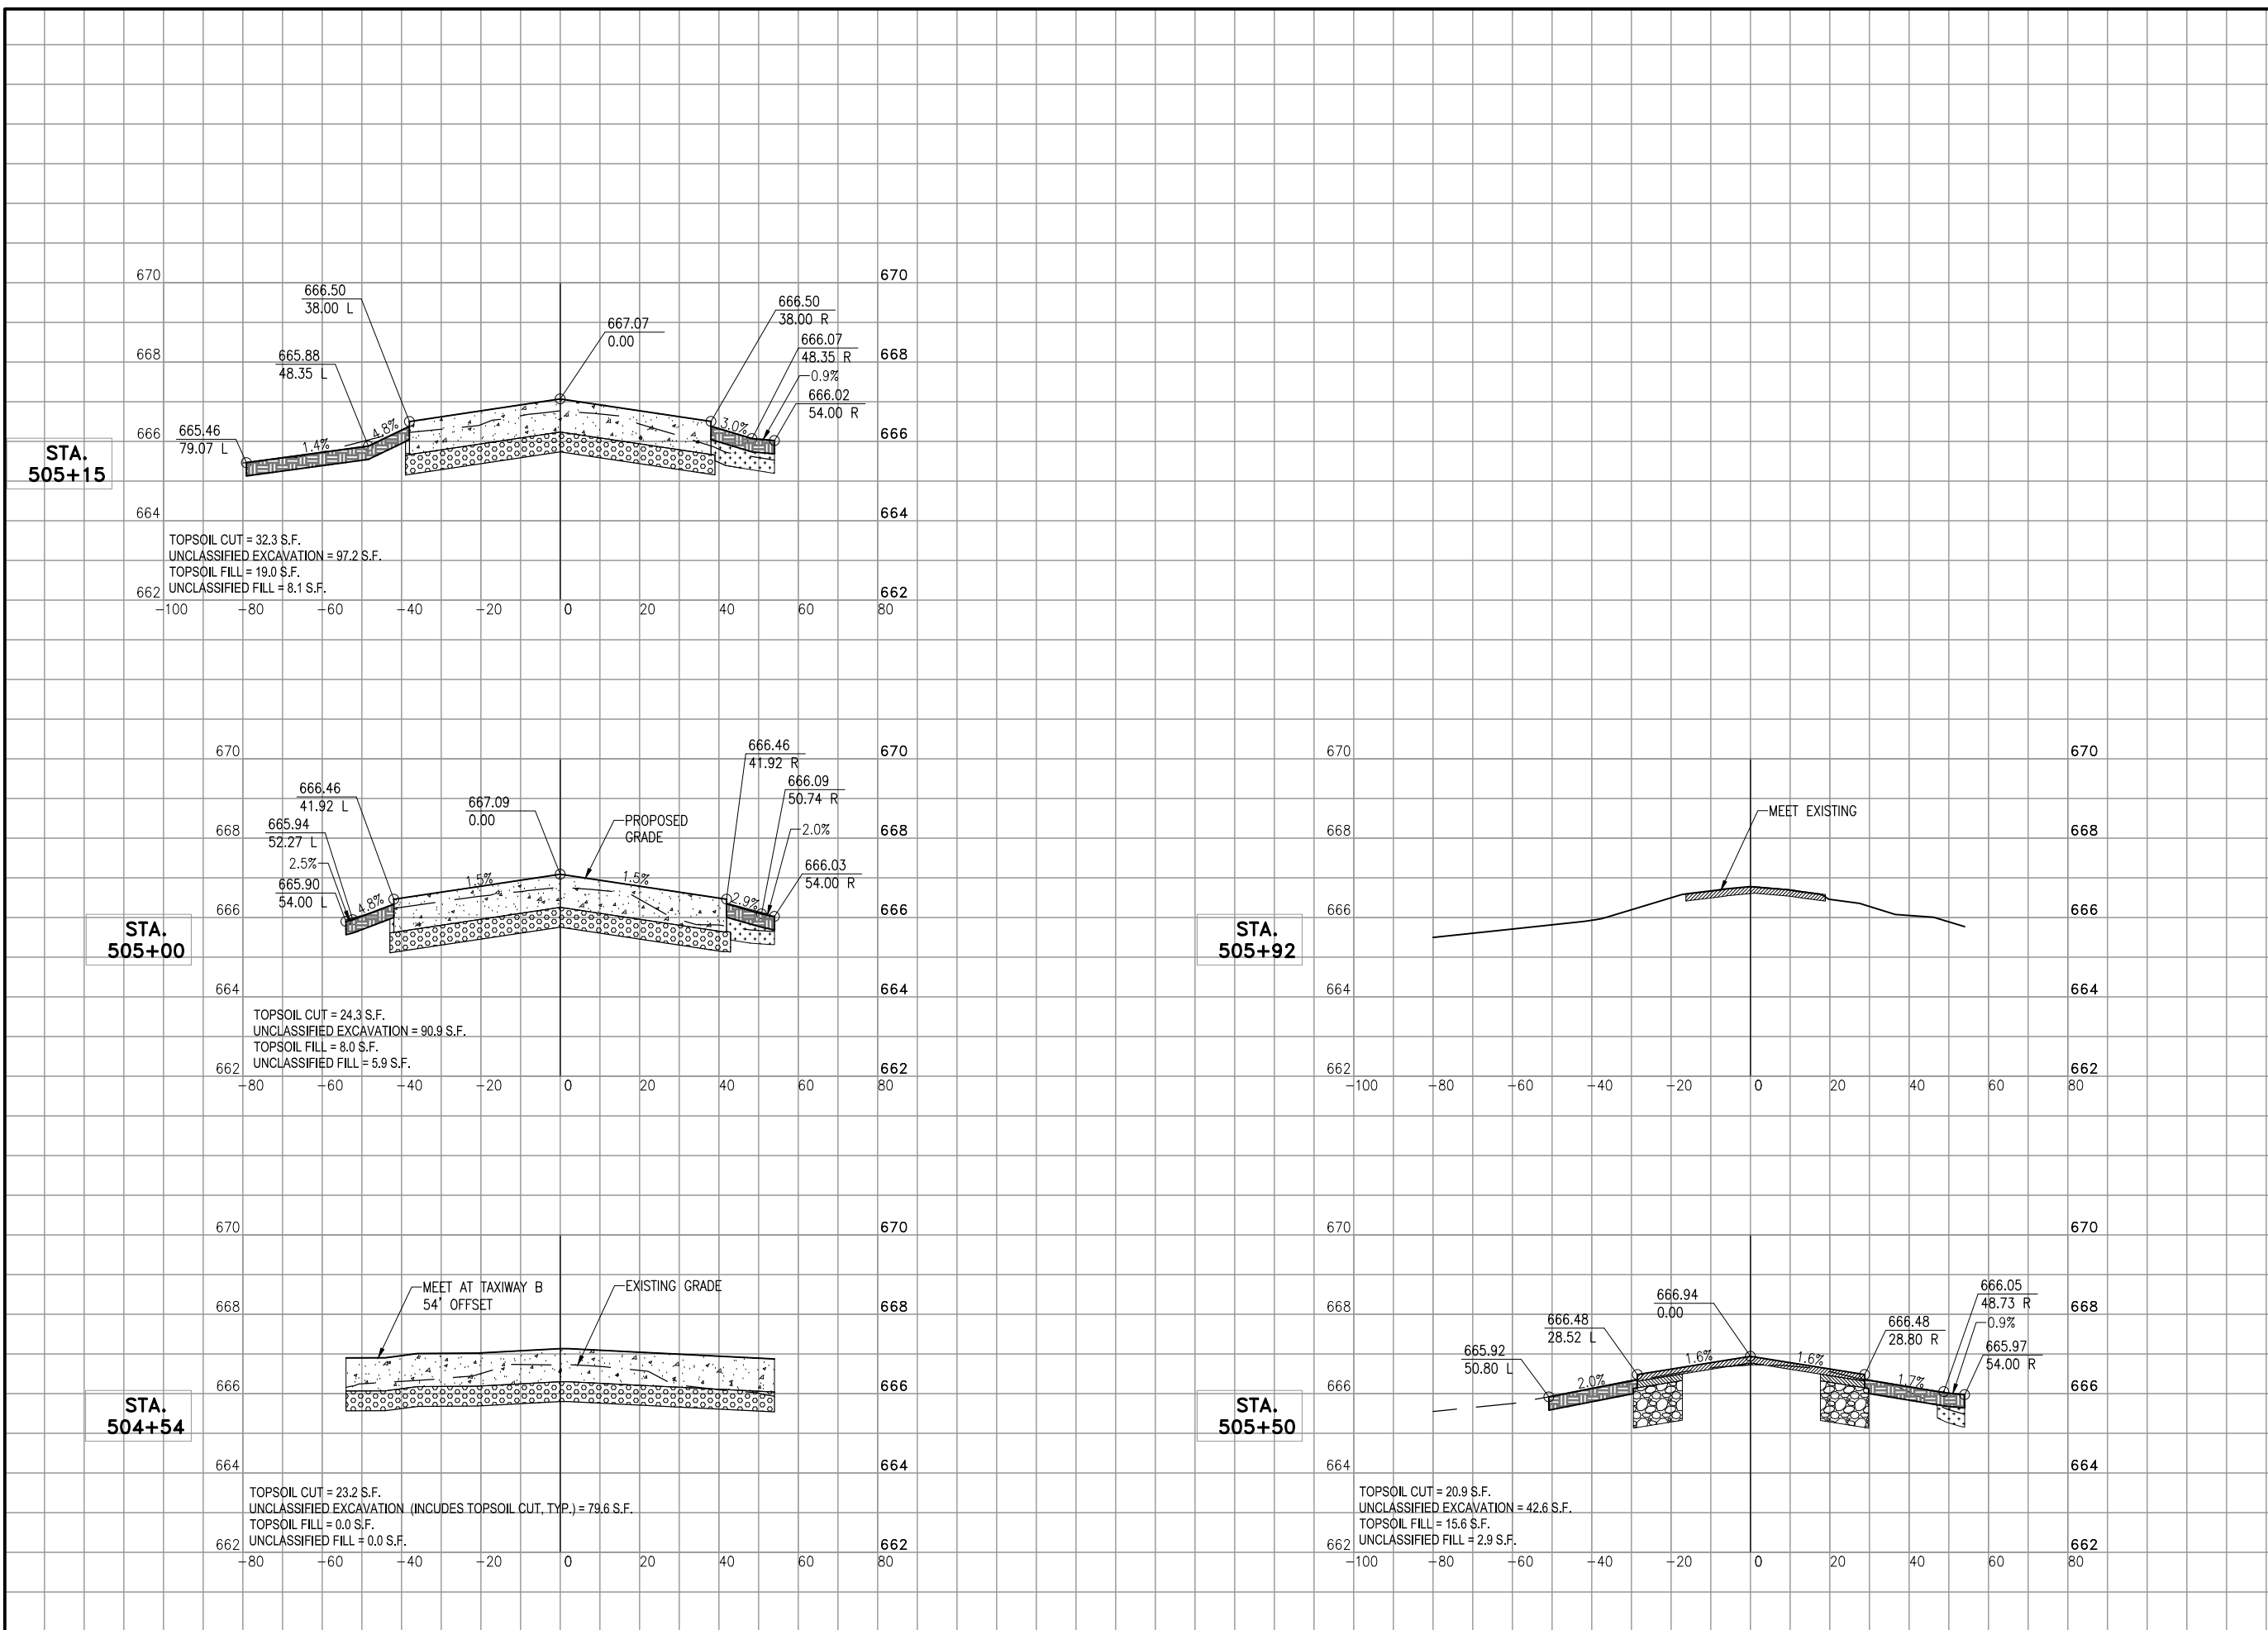 670
670
666.50
38.00 L
666.50
38.00 R
667.07
0.00
666.07
48.35 R
668
668
665.88
48.35 L
0.9%
666.02
54.00 R
665.46
79.07 L
1.4%
4.8%
3.0%
666
666
STA.
505+15
664
664
TOPSOIL CUT = 32.3 S.F.
UNCLASSIFIED EXCAVATION = 97.2 S.F.
TOPSOIL FILL = 19.0 S.F.
UNCLASSIFIED FILL = 8.1 S.F.
662
662
-100 -80 -60 -40 -20 0 20 40 60 80
670
670
666.46
41.92 R
666.46
41.92 L
667.09
0.00
666.09
50.74 R
PROPOSED
GRADE
665.94
52.27 L
2.0%
668
668
2.5%
665.90
54.00 L
4.8%
1.5%
1.5%
2.9%
666.03
54.00 R
666
666
STA.
505+00
664
664
TOPSOIL CUT = 24.3 S.F.
UNCLASSIFIED EXCAVATION = 90.9 S.F.
TOPSOIL FILL = 8.0 S.F.
UNCLASSIFIED FILL = 5.9 S.F.
662
662
-80 -60 -40 -20 0 20 40 60 80
670
670
MEET AT TAXIWAY B
54' OFFSET
EXISTING GRADE
668
668
666
666
STA.
504+54
664
664
TOPSOIL CUT = 23.2 S.F.
UNCLASSIFIED EXCAVATION (INCLUDES TOPSOIL CUT, TYP.) = 79.6 S.F.
TOPSOIL FILL = 0.0 S.F.
UNCLASSIFIED FILL = 0.0 S.F.
662
662
-80 -60 -40 -20 0 20 40 60 80
670
670
MEET EXISTING
668
668
666
666
STA.
505+92
664
664
662
662
-100 -80 -60 -40 -20 0 20 40 60 80
670
670
666.05
48.73 R
666.94
0.00
666.48
28.52 L
666.48
28.80 R
0.9%
668
668
665.92
50.80 L
665.97
54.00 R
2.0%
1.6%
1.6%
1.7%
666
666
STA.
505+50
664
664
TOPSOIL CUT = 20.9 S.F.
UNCLASSIFIED EXCAVATION = 42.6 S.F.
TOPSOIL FILL = 15.6 S.F.
UNCLASSIFIED FILL = 2.9 S.F.
662
662
-100 -80 -60 -40 -20 0 20 40 60 80